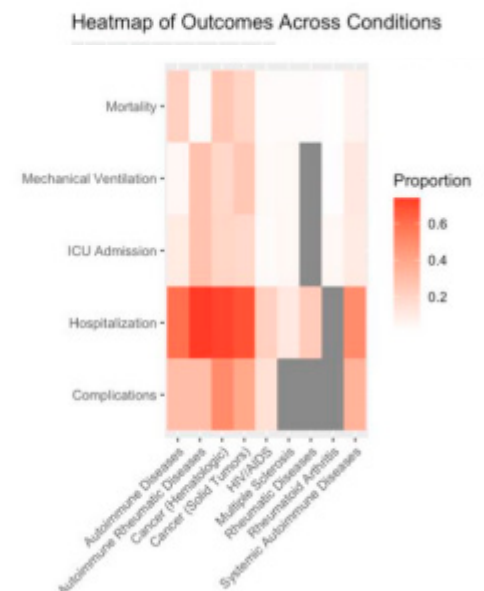 Heatmap of Outcomes Across Conditions
Mortality
Mechanical Ventilation
ICU Admission
Hospitalization
Complications
Proportion
0.6
0.4
0.2
Autoimmune Diseases
Autoimmune Rheumatic Diseases
Cancer (Hematologic)
Cancer (Solid Tumors)
HIV/AIDS
Multiple Sclerosis
Rheumatic Diseases
Rheumatoid Arthritis
Systemic Autoimmune Diseases